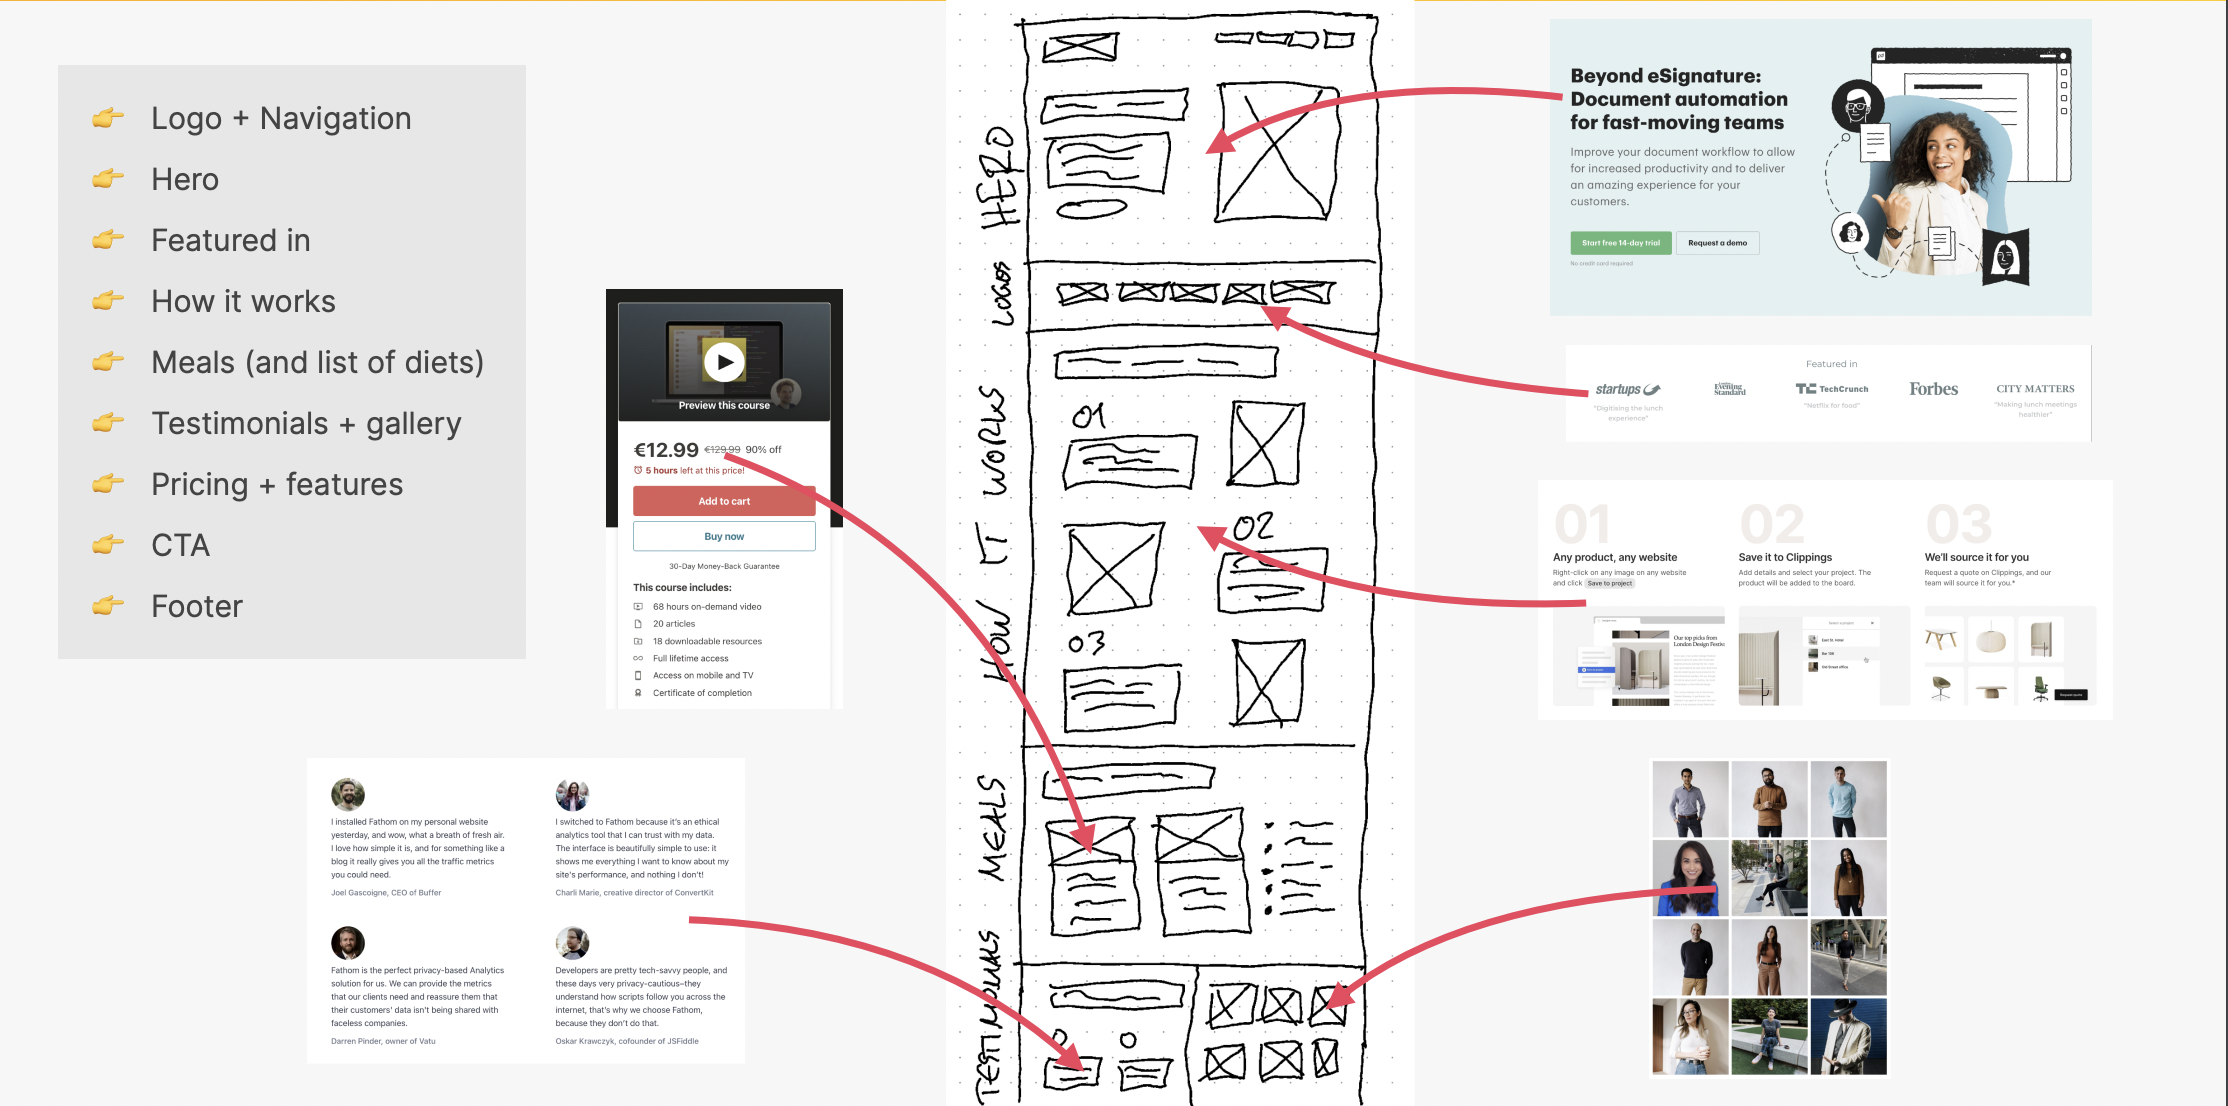 Logo + Navigation
Hero
Featured in
How it works
Meals (and list of diets)
Testimonials + gallery
Pricing + features
CTA
Footer
Preview this course
€12.99 €129.99 90% off
5 hours left at this price!
Add to cart
Buy now
30-Day Money-Back Guarantee
This course includes:
68 hours on-demand video
20 articles
18 downloadable resources
Full lifetime access
Access on mobile and TV
Certificate of completion
I installed Fathom on my personal website
yesterday, and wow, what a breath of fresh air.
I love how simple it is, and for something like a
blog it really gives you all the traffic metrics
you could need.
Joel Gascoigne, CEO of Buffer
I switched to Fathom because it's an ethical
analytics tool that I can trust with my data.
The interface is beautifully simple to use: it
shows me everything I want to know about my
site's performance, and nothing I don't!
Charli Marie, creative director of ConvertKit
Fathom is the perfect privacy-based Analytics
solution for us. We can provide the metrics
that our clients need and reassure them that
their customers' data isn't being shared with
faceless companies.
Darren Pinder, owner of Vatu
Developers are pretty tech-savvy people, and
these days very privacy-cautious–they
understand how scripts follow you across the
internet, that's why we choose Fathom,
because they don't do that.
Oskar Krawczyk, cofounder of JSFiddle
HERO
LOGOS
HOW IT WORKS
01
02
03
MEALS
TESTIMONIALS
Beyond eSignature:
Document automation
for fast-moving teams
Improve your document workflow to allow
for increased productivity and to deliver
an amazing experience for your
customers.
Start free 14-day trial
Request a demo
No credit card required
Featured in
startups
Evening
Standard
TC TechCrunch
Forbes
CITY MATTERS
"Digitising the lunch
experience"
"Netflix for food"
"Making lunch meetings
healthier"
01
Any product, any website
Right-click on any image on any website
and click Save to project
02
Save it to Clippings
Add details and select your project. The
product will be added to the board.
03
We'll source it for you
Request a quote on Clippings, and our
team will source it for you.*
Our top picks from
London Design Festiv
Select a project
Bar 100
Old Street office
Request quote